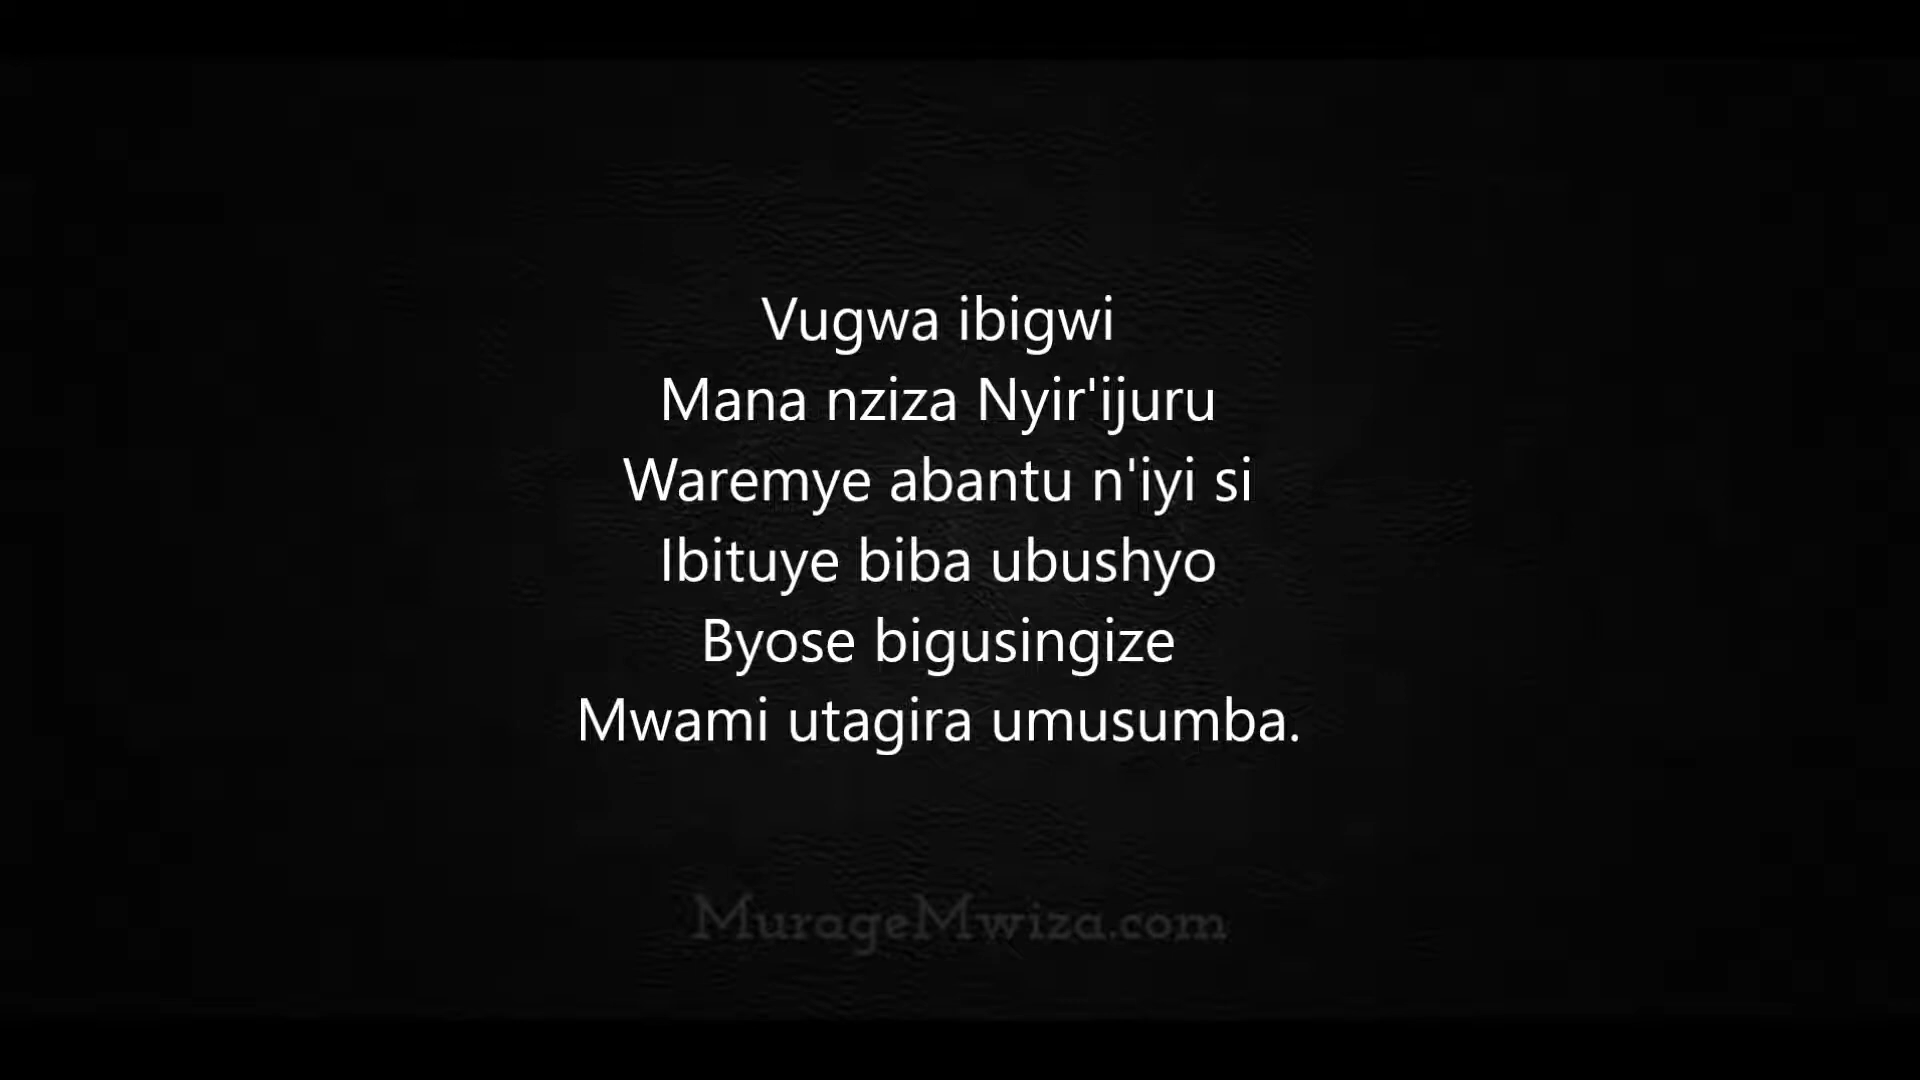 Vugwa ibigwi
Mana nziza Nyir'ijuru
Waremye abantu n'iyi si
Ibituye biba ubushyo
Byose bigusingize
Mwami utagira umusumba.
MurageMwiza.com